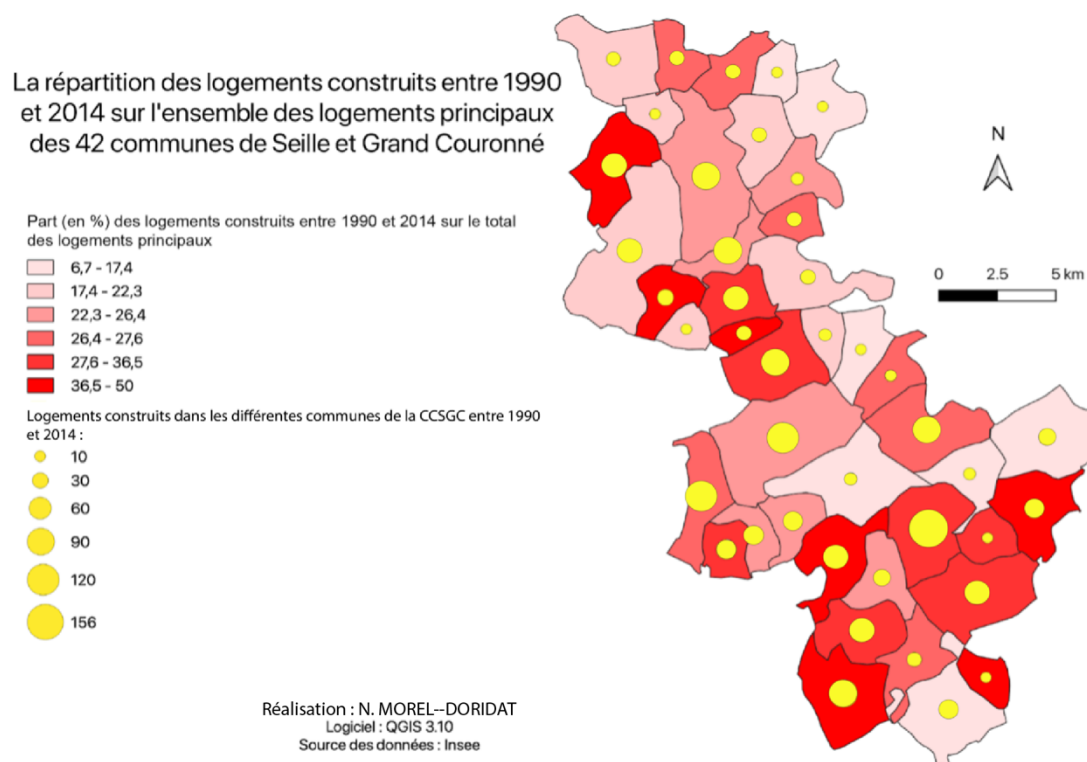 La répartition des logements construits entre 1990
et 2014 sur l'ensemble des logements principaux
des 42 communes de Seille et Grand Couronné
N
Part (en %) des logements construits entre 1990 et 2014 sur le total
des logements principaux
6,7 - 17,4
17,4 - 22,3
22,3 - 26,4
26,4 - 27,6
27,6 - 36,5
36,5 - 50
0 2.5 5 km
Logements construits dans les différentes communes de la CCSGC entre 1990
et 2014 :
10
30
60
90
120
156
Réalisation : N. MOREL--DORIDAT
Logiciel : QGIS 3.10
Source des données : Insee